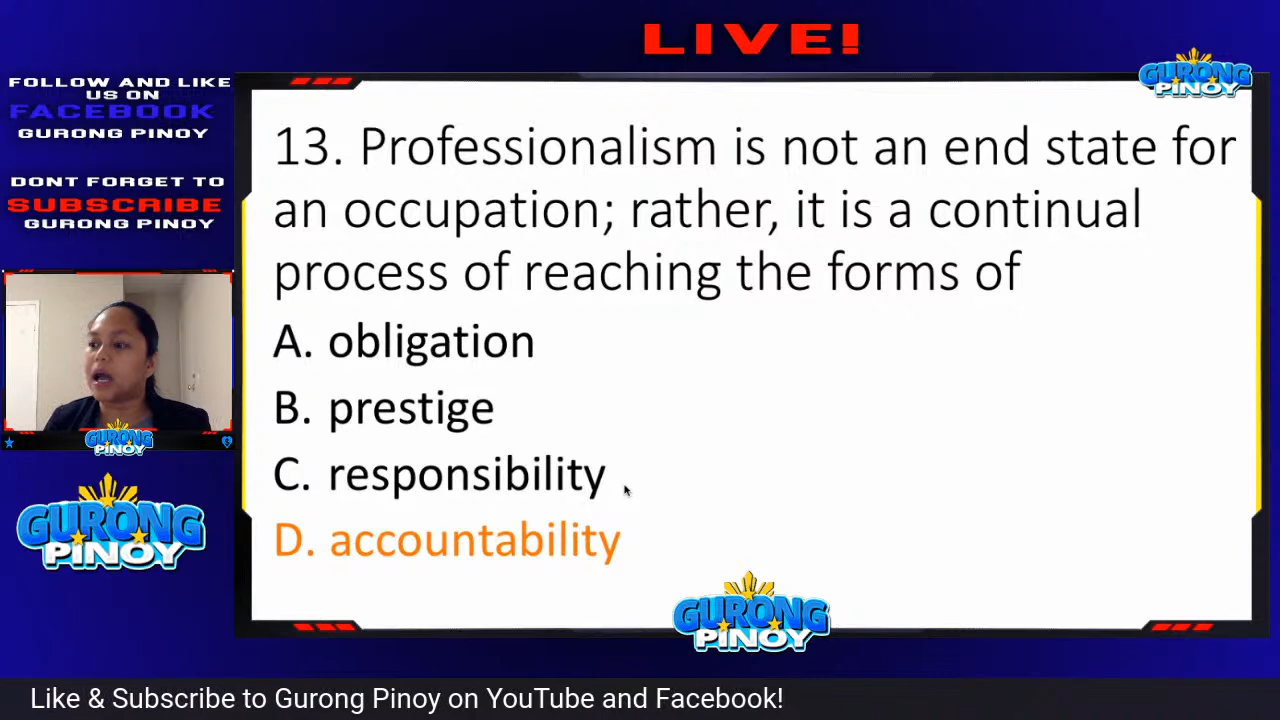 LIVE!
GURONG
PINOY
FOLLOW AND LIKE
US ON
FACEBOOK
GURONG PINOY
DONT FORGET TO
SUBSCRIBE
GURONG PINOY
13. Professionalism is not an end state for
an occupation; rather, it is a continual
process of reaching the forms of
A. obligation
B. prestige
C. responsibility
D. accountability
GURONG
PINOY
GURONG
PINOY
GURONG
PINOY
Like & Subscribe to Gurong Pinoy on YouTube and Facebook!